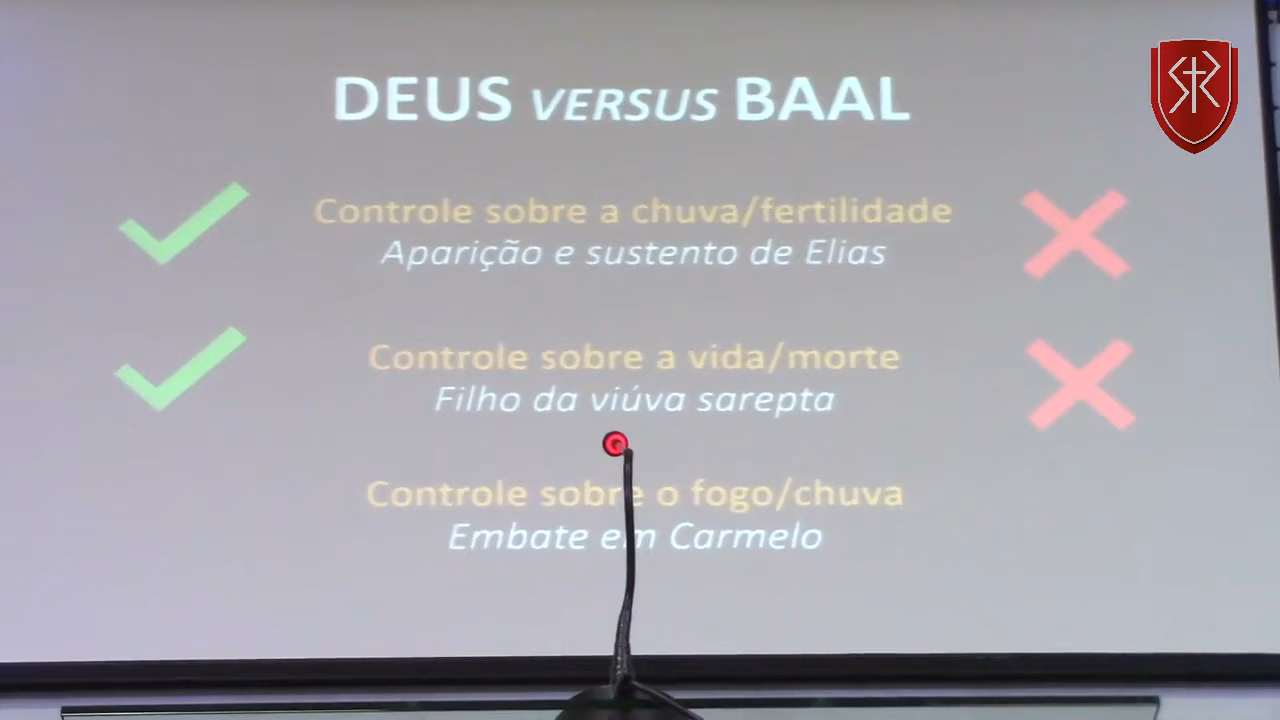 DEUS VERSUS BAAL
Controle sobre a chuva/fertilidade
Aparição e sustento de Elias
Controle sobre a vida/morte
Filho da viúva sarepta
Controle sobre o fogo/chuva
Embate em Carmelo